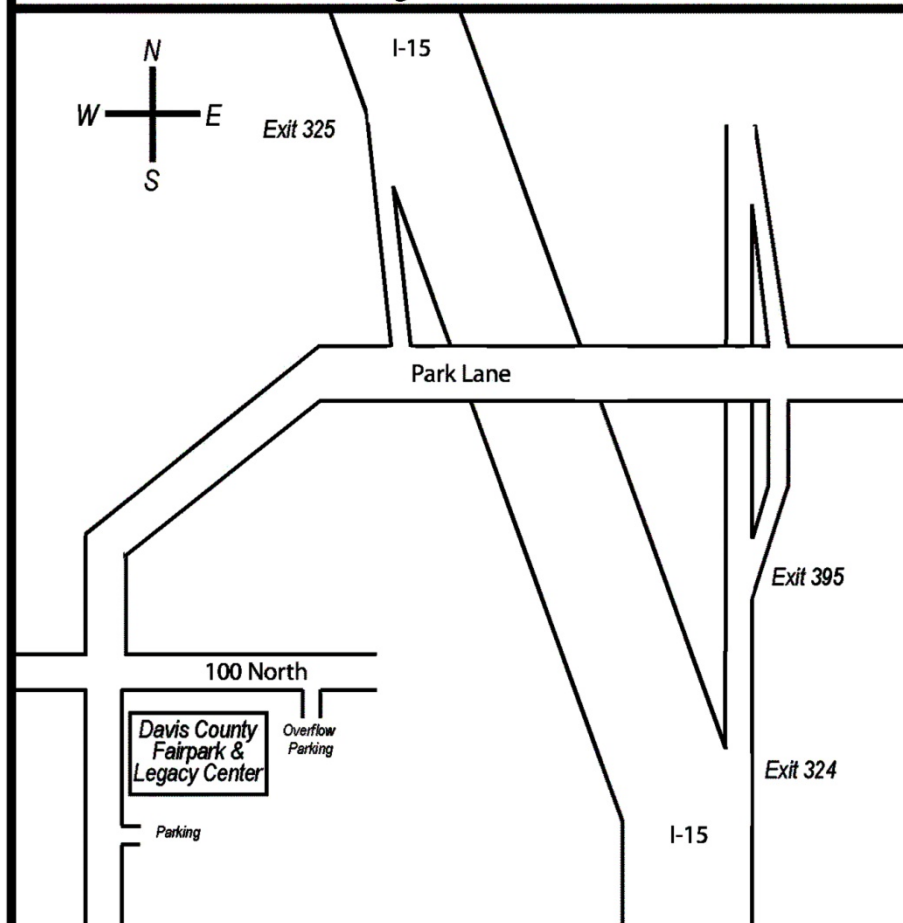 I-15
N
W
E
S
Exit 325
Park Lane
Exit 395
100 North
Davis County
Fairpark &
Legacy Center
Overflow
Parking
Exit 324
Parking
I-15